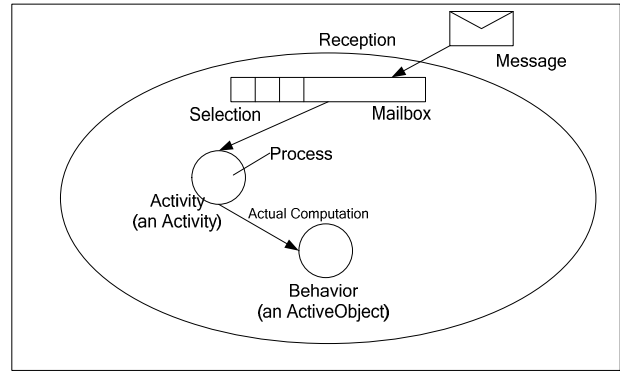 Reception
Message
Selection
Mailbox
Process
Activity
(an Activity)
Actual Computation
Behavior
(an ActiveObject)